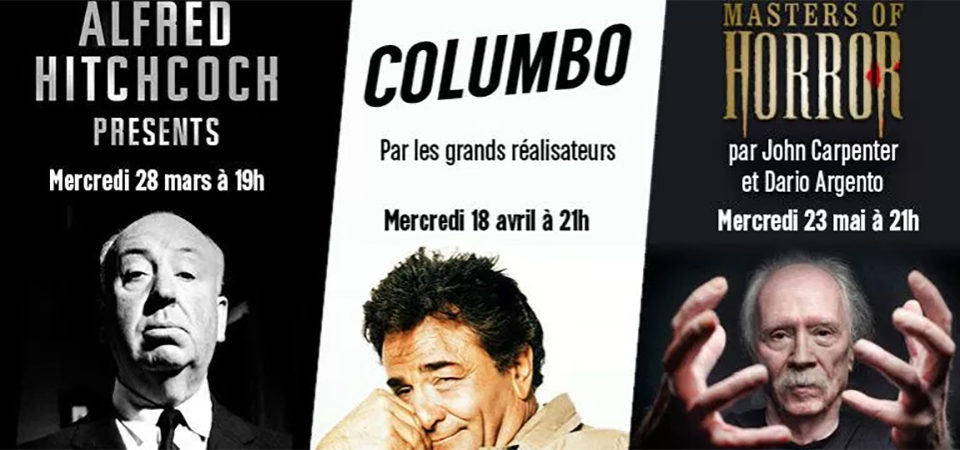 ALFRED
HITCHCOCH
PRESENTS
Mercredi 28 mars à 19h
COLUMBO
Par les grands réalisateurs
Mercredi 18 avril à 21h
MASTERS OF
HORROR
par John Carpenter
et Dario Argento
Mercredi 23 mai à 21h